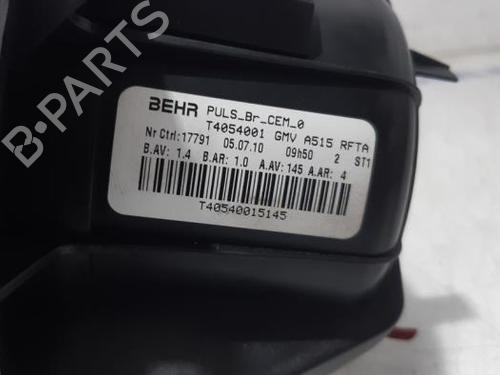 B-PARTS
BEHR PULS_Br_CEM_0
T4054001 GMV A515 RFTA
Nr Ctrl:17791 05.07.10 09h50 2 ST1
B.AV: 1.4 B.AR: 1.0 A.AV: 145 A.AR: 4
T40540015145